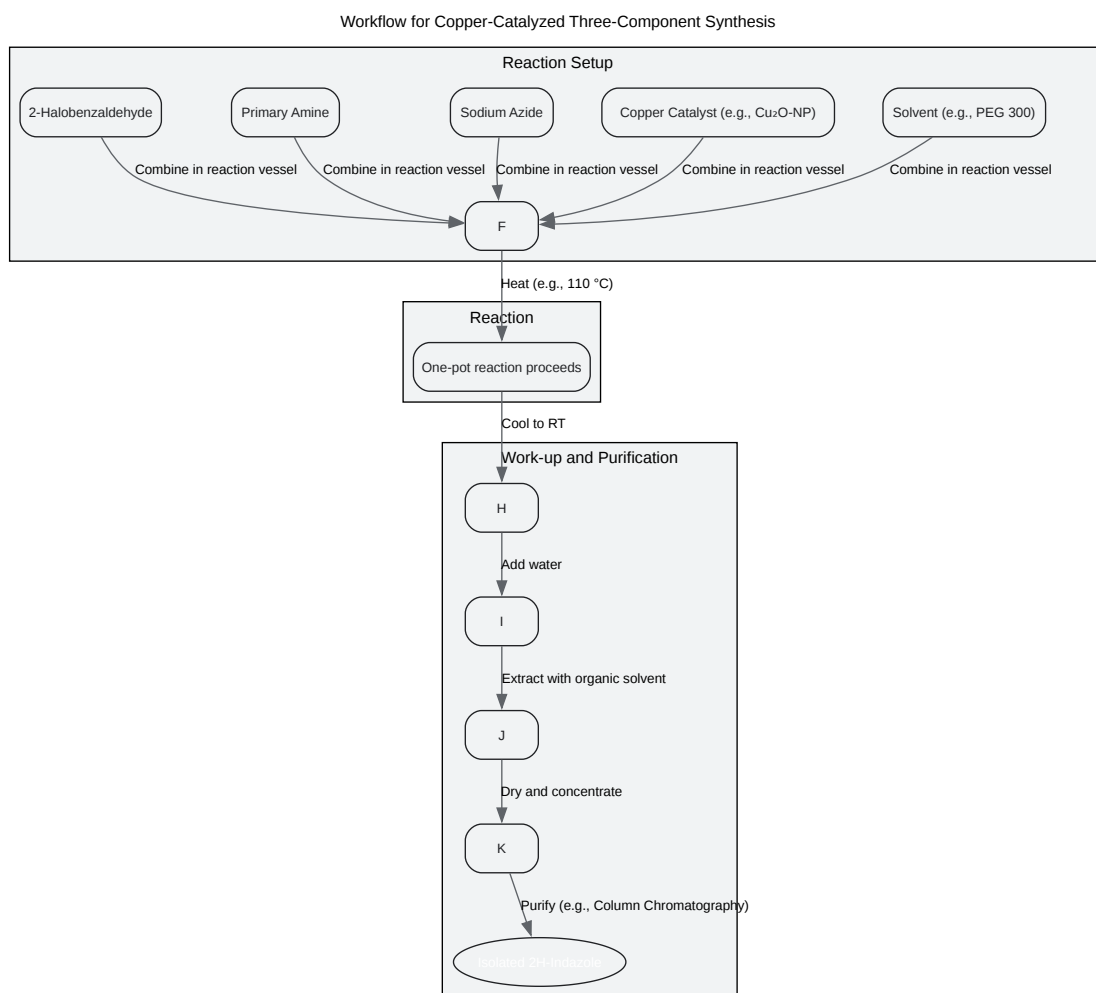 Workflow for Copper-Catalyzed Three-Component Synthesis
Reaction Setup
2-Halobenzaldehyde
Primary Amine
Sodium Azide
Copper Catalyst (e.g., Cu₂O-NP)
Solvent (e.g., PEG 300)
Combine in reaction vessel
Combine in reaction vessel
Combine in reaction vessel
Combine in reaction vessel
Combine in reaction vessel
F
Heat (e.g., 110 °C)
Reaction
One-pot reaction proceeds
Cool to RT
Work-up and Purification
H
Add water
I
Extract with organic solvent
J
Dry and concentrate
K
Purify (e.g., Column Chromatography)
Isolated 2H-Indazole